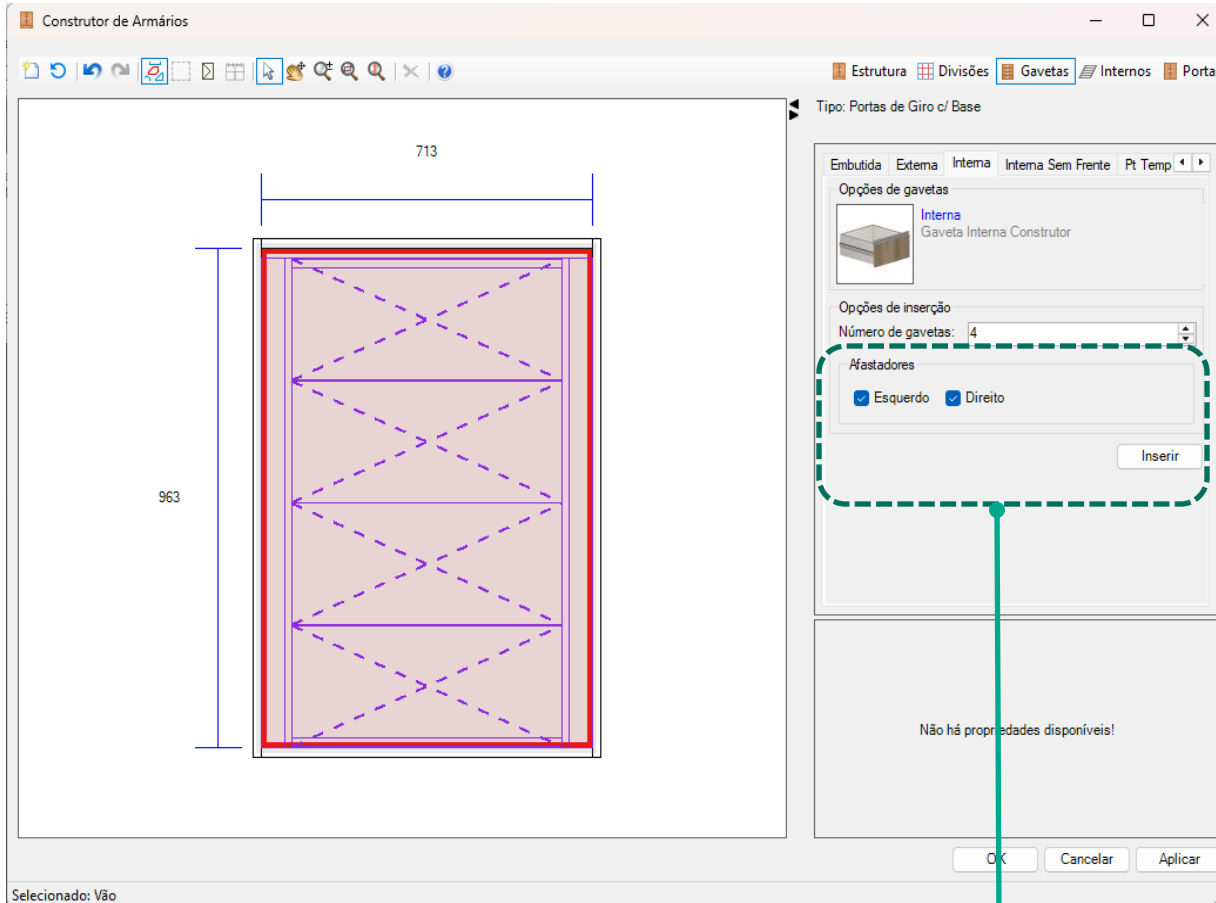 Construtor de Armários
Estrutura Divisões Gavetas Internos Porta
Tipo: Portas de Giro c/ Base
713
963
Embutida Externa Interna Interna Sem Frente Pt Temp
Opções de gavetas
Interna
Gaveta Interna Construtor
Opções de inserção
Número de gavetas: 4
Afastadores
Esquerdo Direito
Inserir
Não há propriedades disponíveis!
OK Cancelar Aplicar
Selecionado: Vão